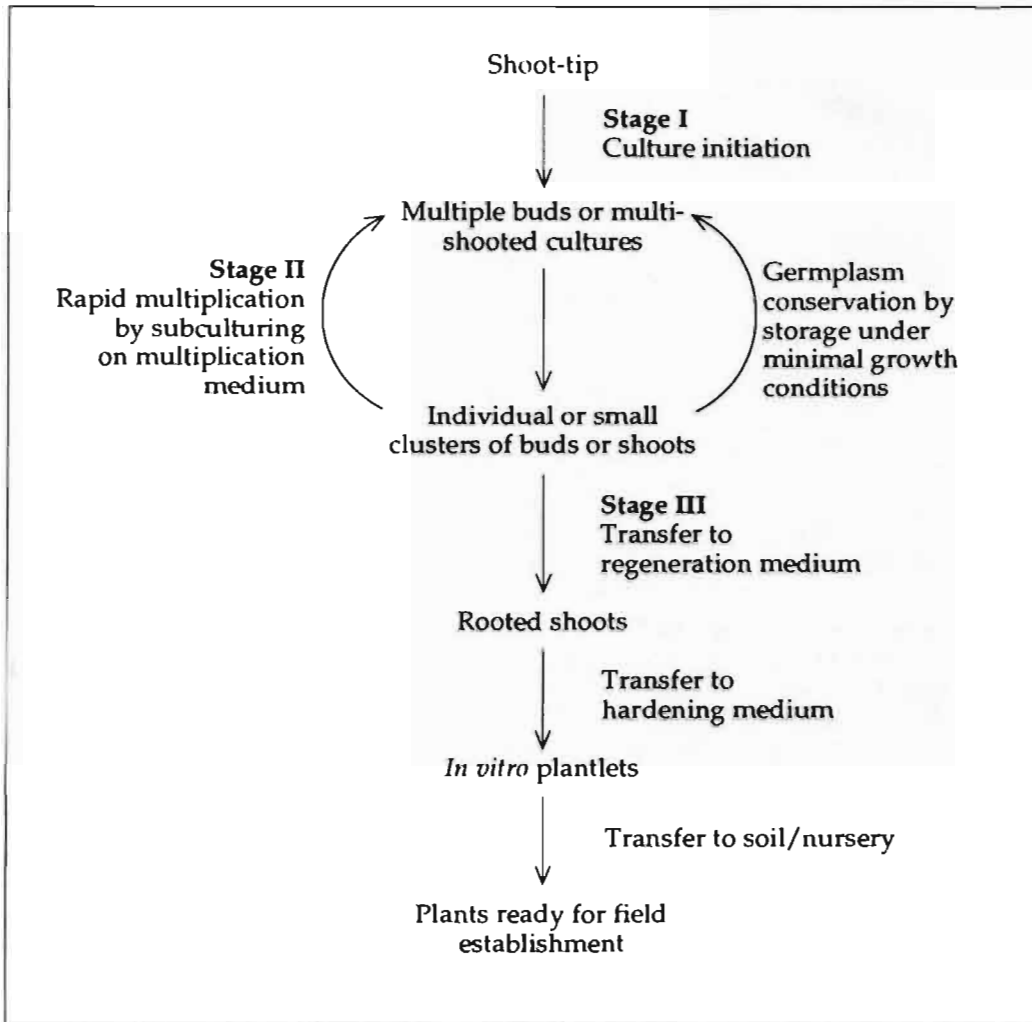 Shoot-tip
Stage I
Culture initiation
Multiple buds or multi-
shooted cultures
Stage II
Rapid multiplication
by subculturing
on multiplication
medium
Germplasm
conservation by
storage under
minimal growth
conditions
Individual or small
clusters of buds or shoots
Stage III
Transfer to
regeneration medium
Rooted shoots
Transfer to
hardening medium
In vitro plantlets
Transfer to soil/nursery
Plants ready for field
establishment